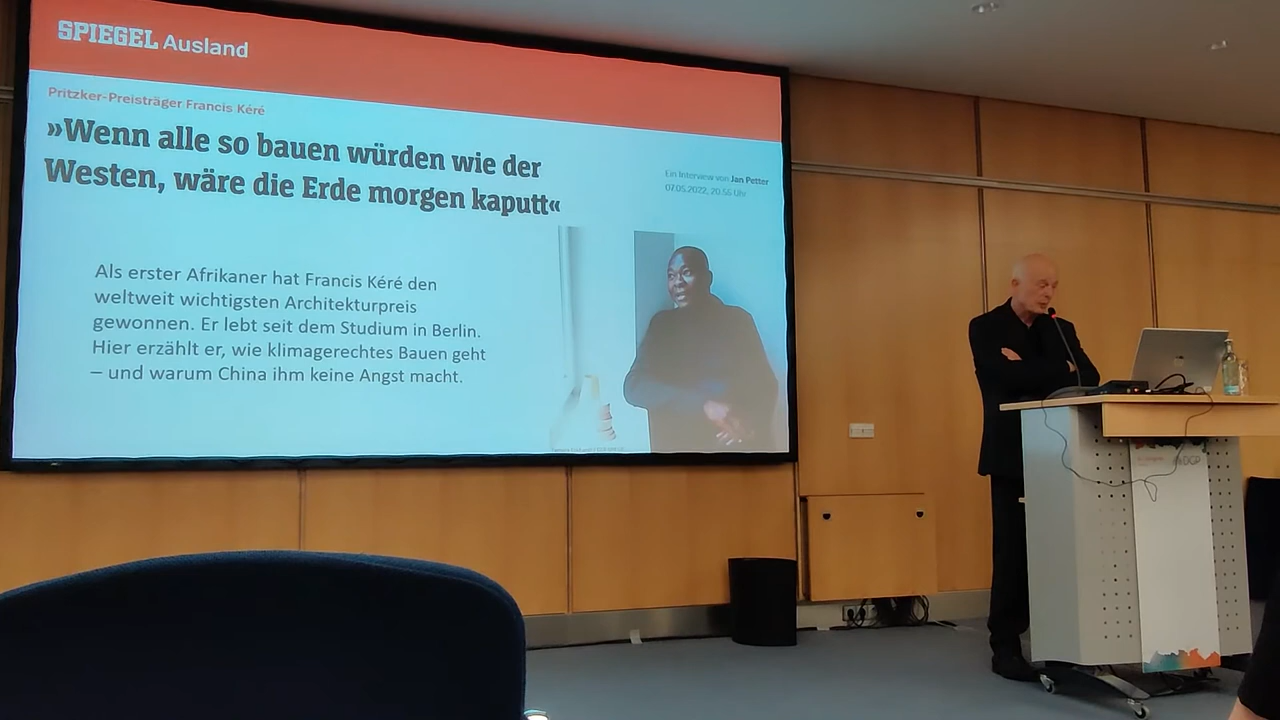 SPIEGEL Ausland
Pritzker-Preisträger Francis Kéré
»Wenn alle so bauen würden wie der
Westen, wäre die Erde morgen kaputt«
Ein Interview von Jan Petter
07.05.2022, 20.55 Uhr
Als erster Afrikaner hat Francis Kéré den
weltweit wichtigsten Architekturpreis
gewonnen. Er lebt seit dem Studium in Berlin.
Hier erzählt er, wie klimagerechtes Bauen geht
– und warum China ihm keine Angst macht.
DGP